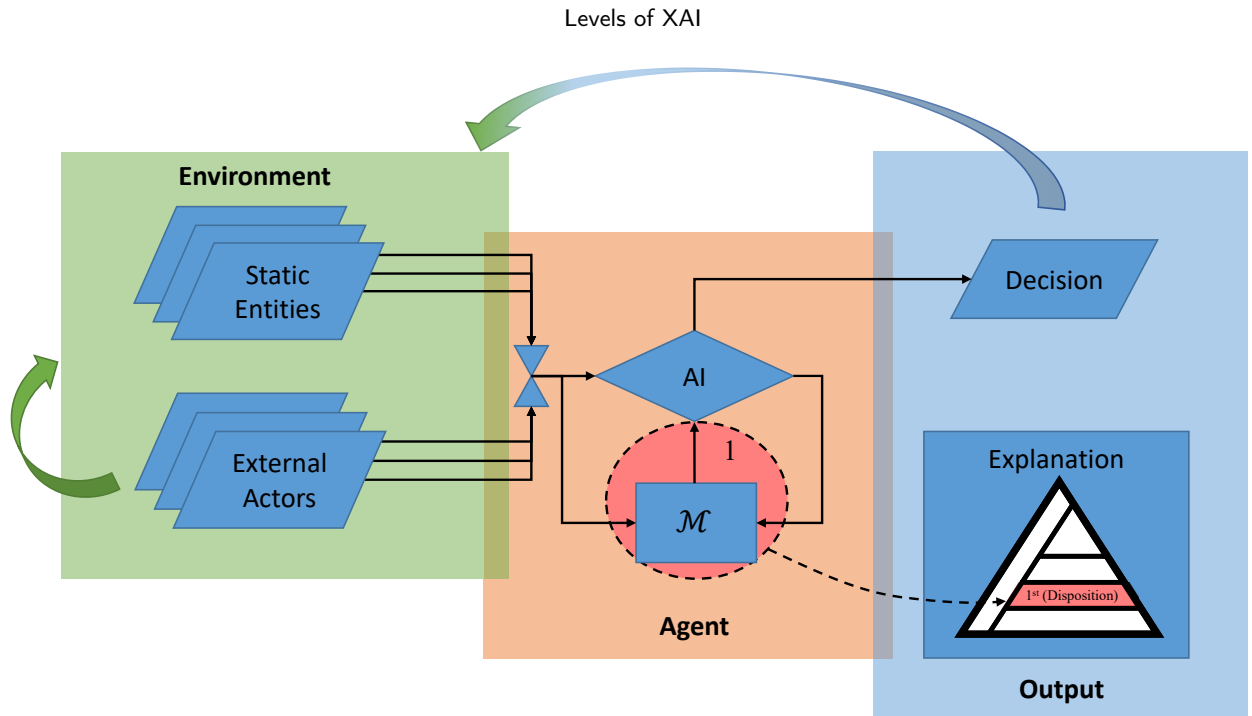 Levels of XAI
Environment
Static
Entities
External
Actors
AI
1
ℳ
Agent
Decision
Explanation
1st (Disposition)
Output